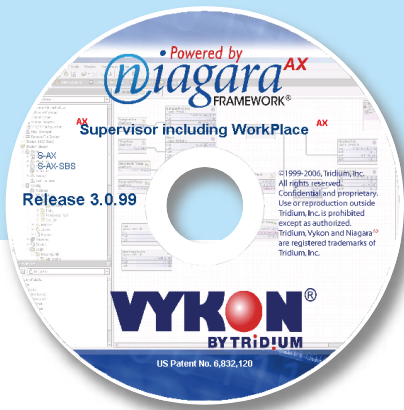 Powered by
niagara AX
FRAMEWORK®
AX
Supervisor including WorkPlace AX
S-AX
S-AX-SBS
Release 3.0.99
©1999-2006, Tridium, Inc.
All rights reserved.
Confidential and proprietary.
Use or reproduction outside
Tridium, Inc. is prohibited
except as authorized.
Tridium, Vykon and Niagara AX
are registered trademarks of
Tridium, Inc.
VYKON®
BY TRIDIUM
US Patent No. 6,832,120